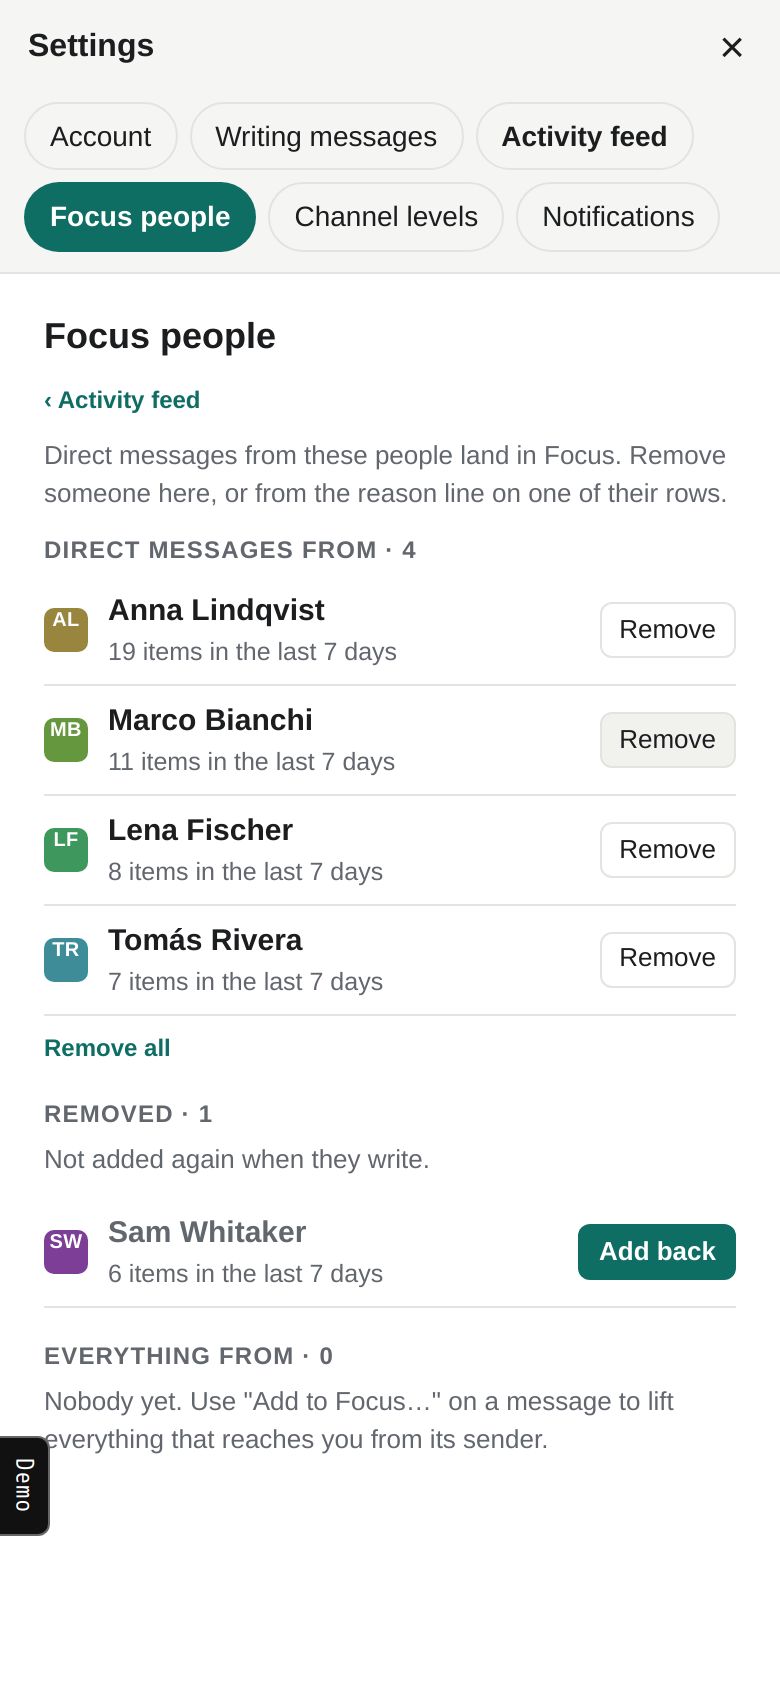 Settings
×
Account
Writing messages
Activity feed
Focus people
Channel levels
Notifications
Focus people
‹ Activity feed
Direct messages from these people land in Focus. Remove
someone here, or from the reason line on one of their rows.
DIRECT MESSAGES FROM · 4
AL
Anna Lindqvist
19 items in the last 7 days
Remove
MB
Marco Bianchi
11 items in the last 7 days
Remove
LF
Lena Fischer
8 items in the last 7 days
Remove
TR
Tomás Rivera
7 items in the last 7 days
Remove
Remove all
REMOVED · 1
Not added again when they write.
SW
Sam Whitaker
6 items in the last 7 days
Add back
EVERYTHING FROM · 0
Nobody yet. Use "Add to Focus…" on a message to lift
everything that reaches you from its sender.
Demo